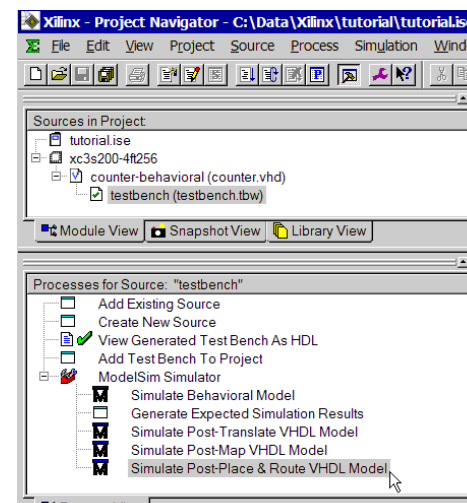 Xilinx - Project Navigator - C:\Data\Xilinx\tutorial\tutorial.is
File Edit View Project Source Process Simulation Wind
Sources in Project:
tutorial.ise
xc3s200-4ft256
counter-behavioral (counter.vhd)
testbench (testbench.tbw)
Module View Snapshot View Library View
Processes for Source: "testbench"
Add Existing Source
Create New Source
View Generated Test Bench As HDL
Add Test Bench To Project
ModelSim Simulator
Simulate Behavioral Model
Generate Expected Simulation Results
Simulate Post-Translate VHDL Model
Simulate Post-Map VHDL Model
Simulate Post-Place & Route VHDL Model